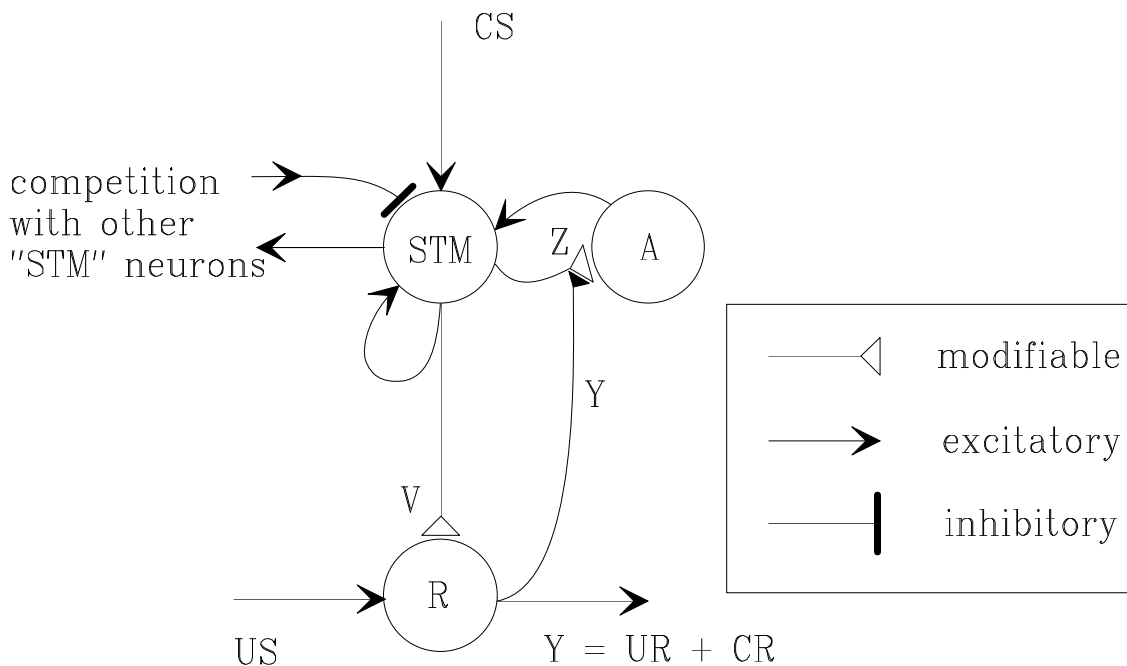 CS
competition
with other
"STM" neurons
STM
Z
A
modifiable
Y
excitatory
V
inhibitory
R
US
Y = UR + CR